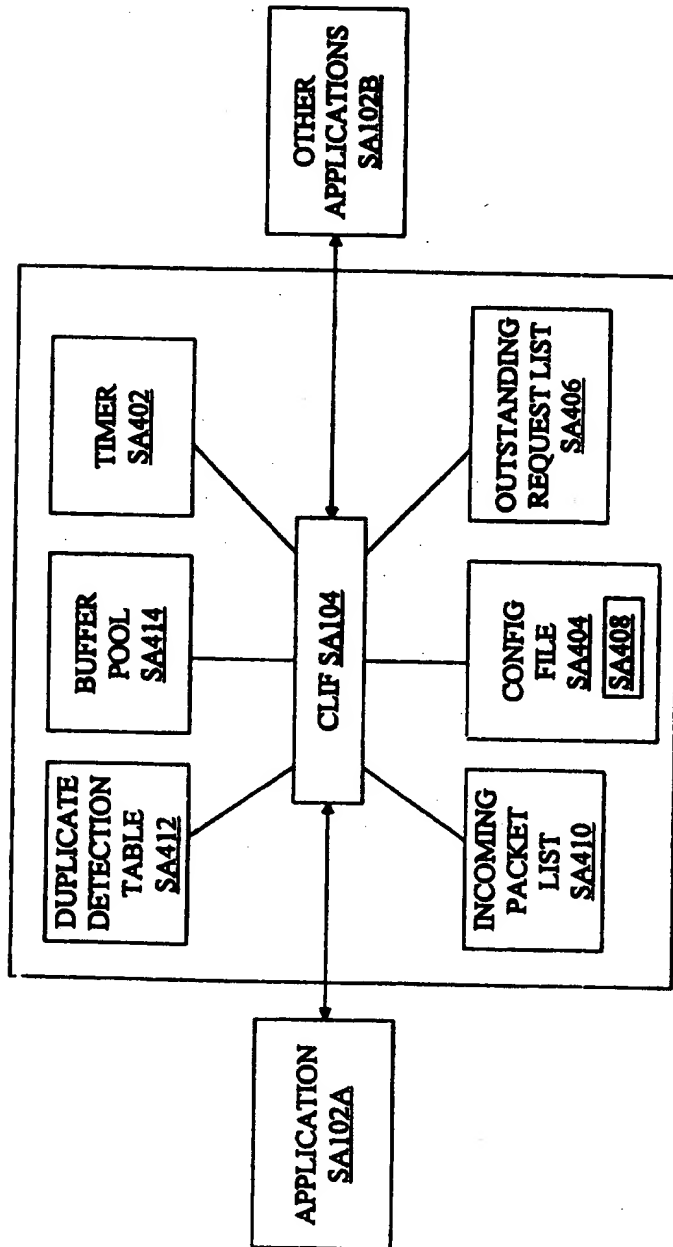 DUPLICATE
DETECTION
TABLE
SA412
BUFFER
POOL
SA414
TIMER
SA402
APPLICATION
SA102A
CLIF SA104
OTHER
APPLICATIONS
SA102B
INCOMING
PACKET
LIST
SA410
CONFIG
FILE
SA404
SA408
OUTSTANDING
REQUEST LIST
SA406